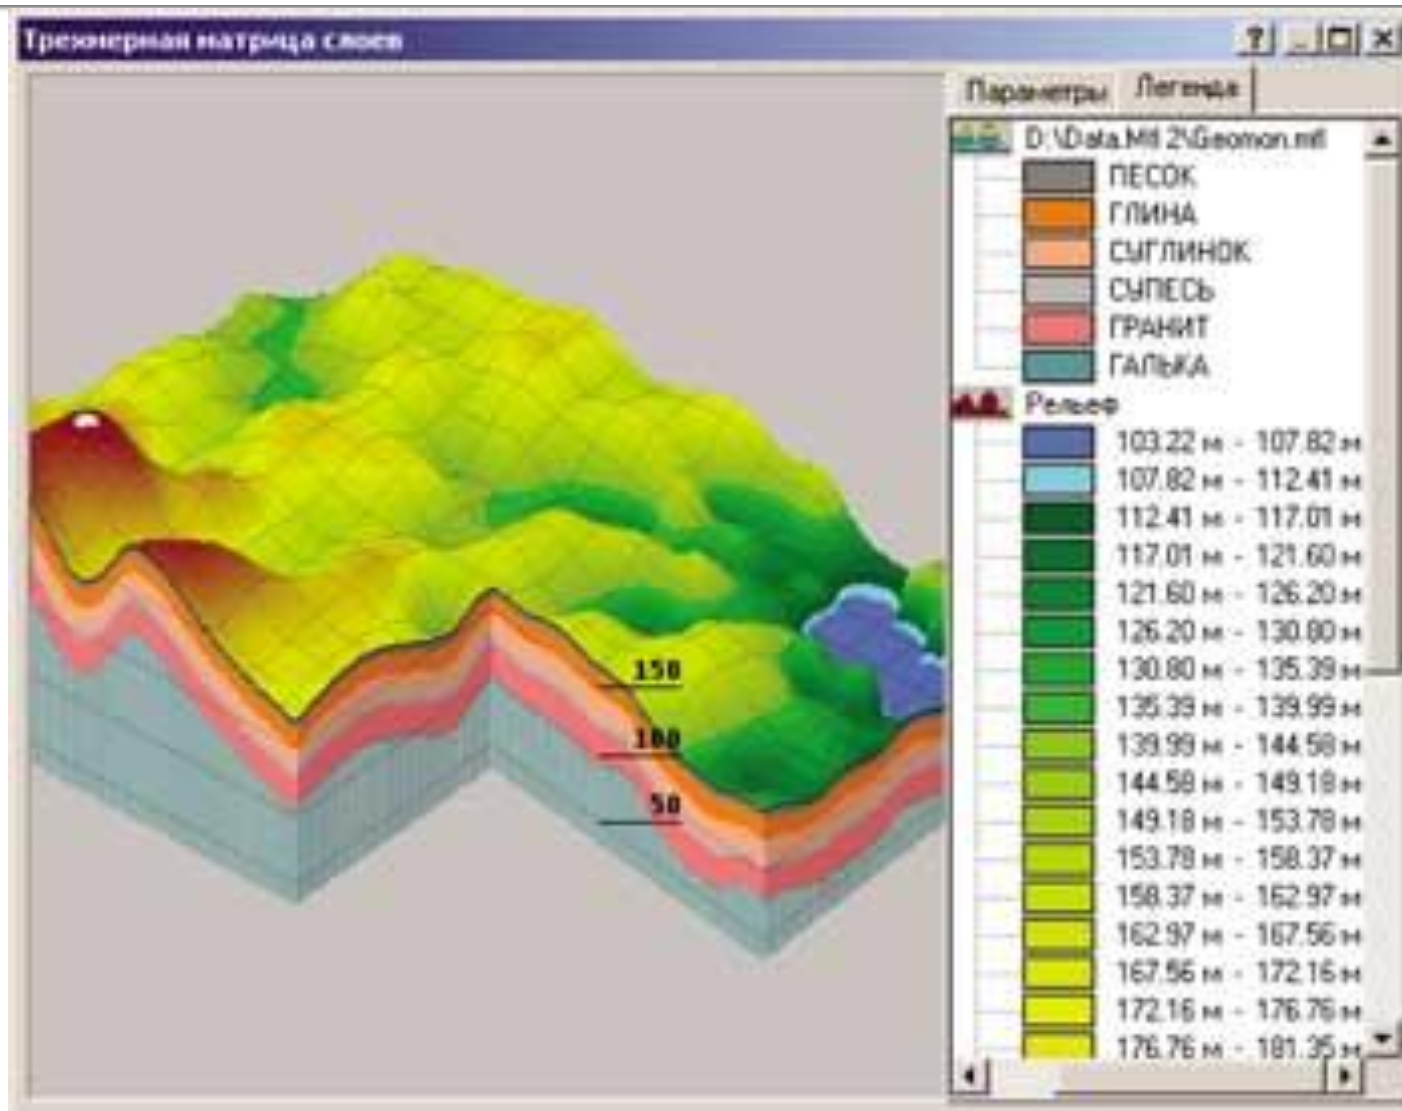 Трехмерная матрица слоев
Параметры Легенда
D:\Data.Mtl 2\Geomon.mtl
ПЕСОК
ГЛИНА
СУГЛИНОК
СУПЕСЬ
ГРАНИТ
ГАЛЬКА
Рельеф
103.22 м - 107.82 м
107.82 м - 112.41 м
112.41 м - 117.01 м
117.01 м - 121.60 м
121.60 м - 126.20 м
126.20 м - 130.80 м
130.80 м - 135.39 м
135.39 м - 139.99 м
139.99 м - 144.58 м
144.58 м - 149.18 м
149.18 м - 153.78 м
153.78 м - 158.37 м
158.37 м - 162.97 м
162.97 м - 167.56 м
167.56 м - 172.16 м
172.16 м - 176.76 м
176.76 м - 181.35 м
150
100
50